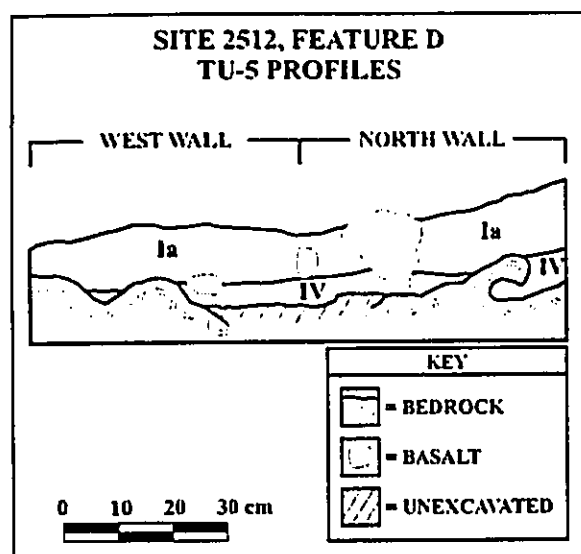 SITE 2512, FEATURE D
TU-5 PROFILES
WEST WALL
NORTH WALL
Ia
Ia
IV
IV
KEY
= BEDROCK
= BASALT
= UNEXCAVATED
0 10 20 30 cm